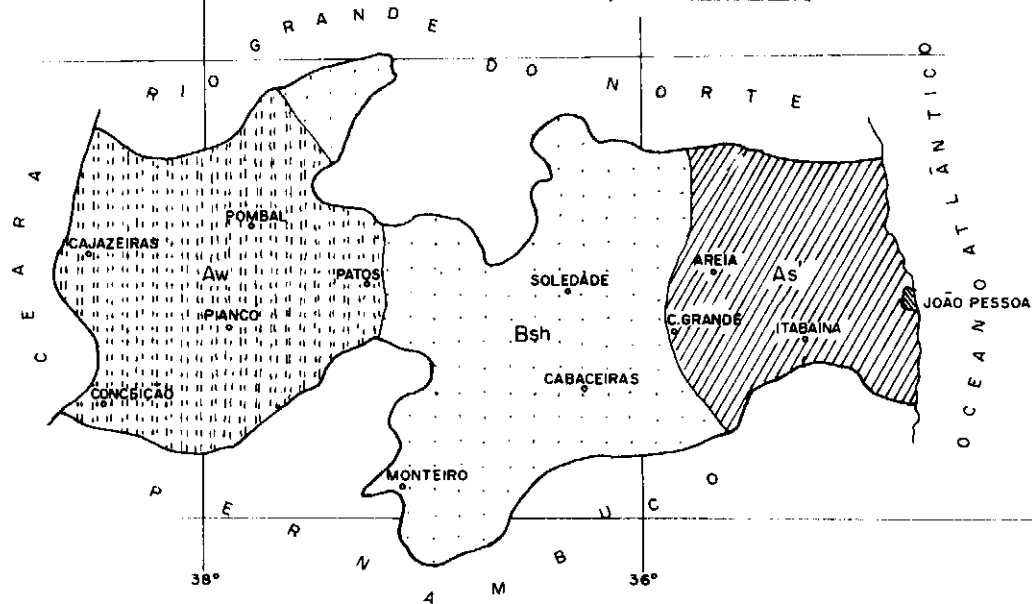 RIO GRANDE DO NORTE
CEARÁ
OCEANO ATLÂNTICO
POMBAL
CAJAZEIRAS
Aw
PATOS
PIANCO
CONCEIÇÃO
SOLEDADE
Bsh
CABACEIRAS
MONTEIRO
AREIA
As'
C.GRANDE
ITABAINA
JOÃO PESSOA
PERNAMBUCO
38°
36°